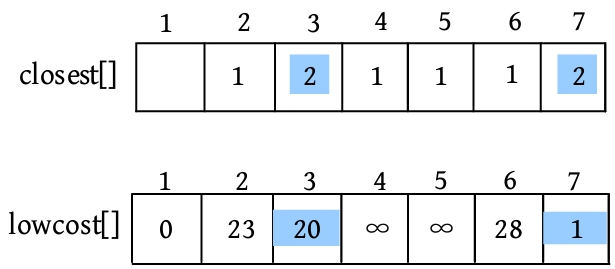 1 2 3 4 5 6 7
closest[] 1 2 1 1 1 2
1 2 3 4 5 6 7
lowcost[] 0 23 20 ∞ ∞ 28 1